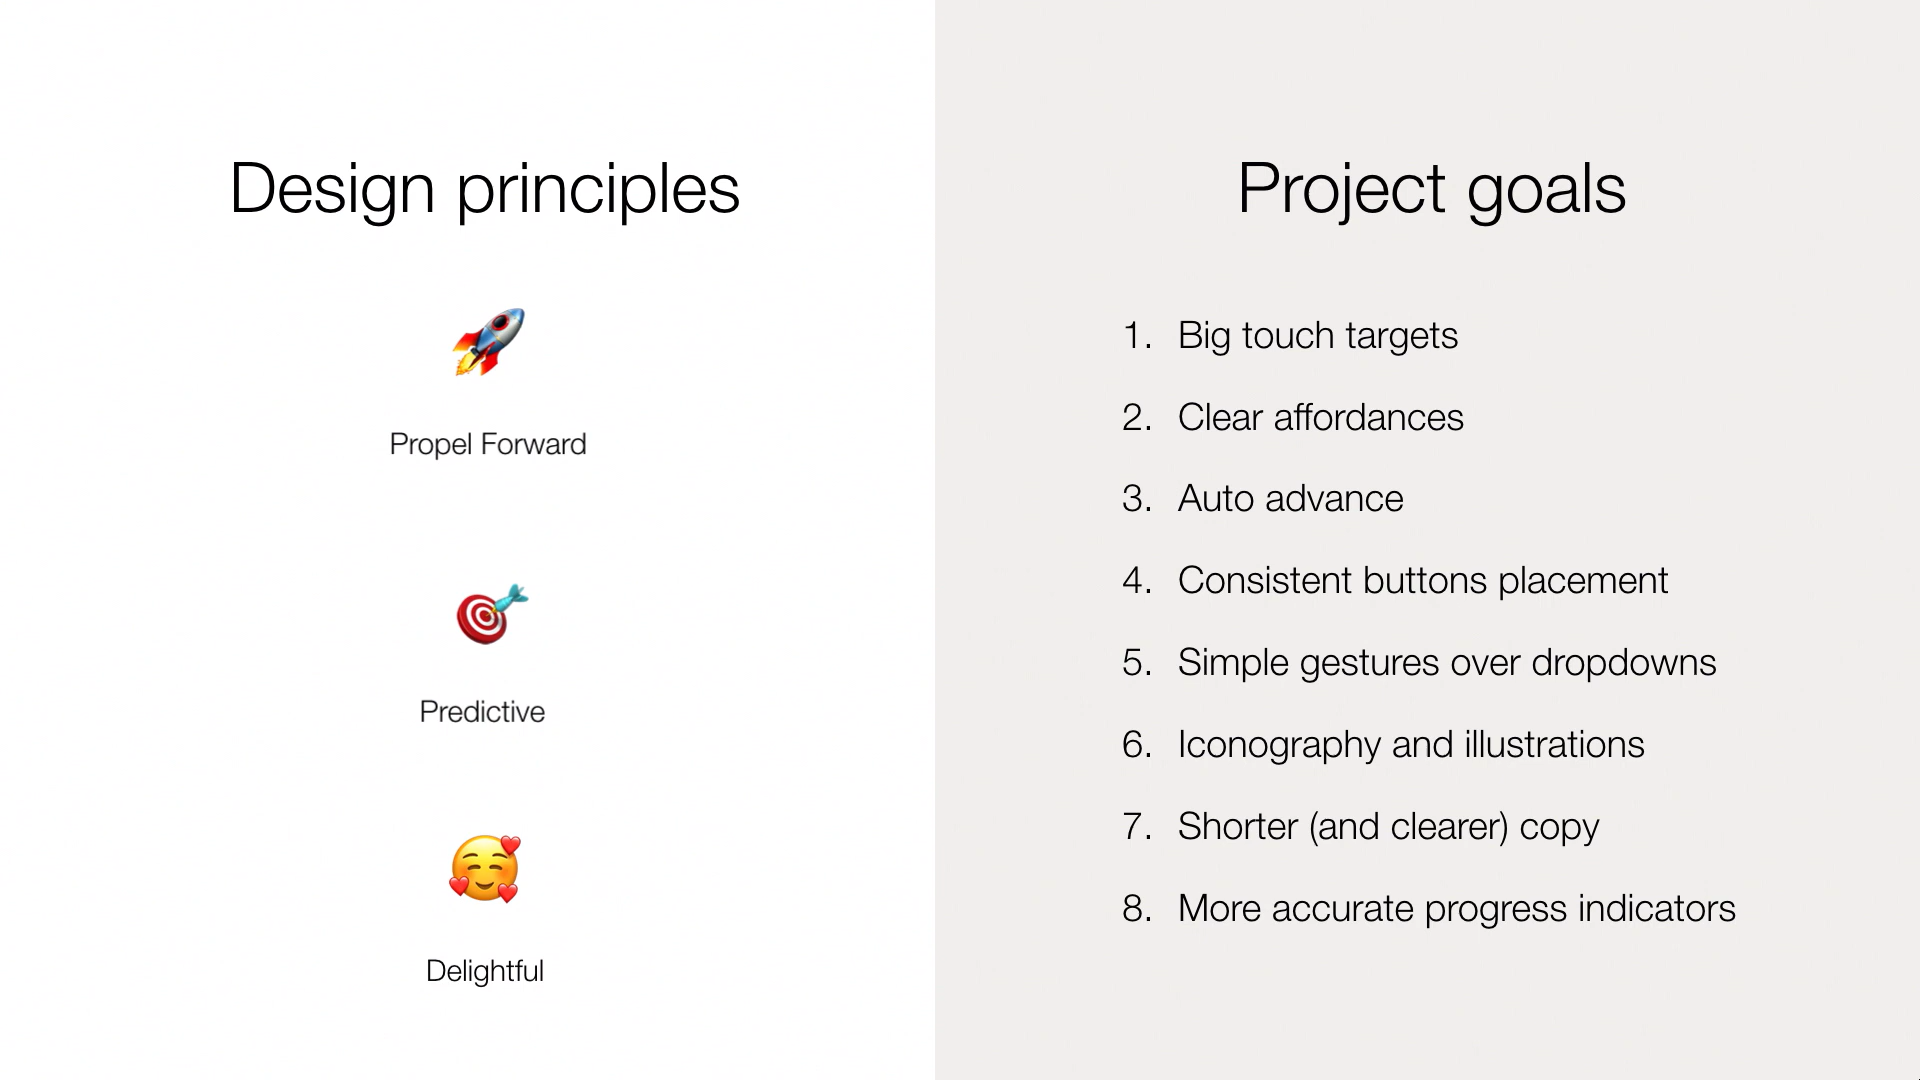 Design principles
Propel Forward
Predictive
Delightful
Project goals
1. Big touch targets
2. Clear affordances
3. Auto advance
4. Consistent buttons placement
5. Simple gestures over dropdowns
6. Iconography and illustrations
7. Shorter (and clearer) copy
8. More accurate progress indicators